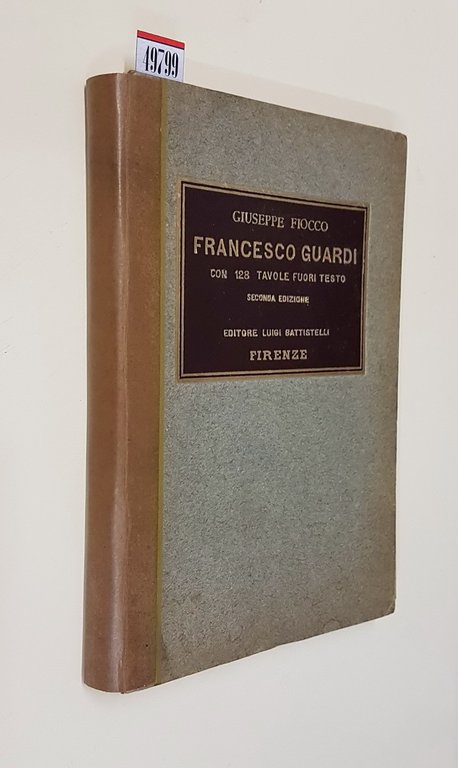 49799
GIUSEPPE FIOCCO
FRANCESCO GUARDI
CON 128 TAVOLE FUORI TESTO
SECONDA EDIZIONE
EDITORE LUIGI BATTISTELLI
FIRENZE